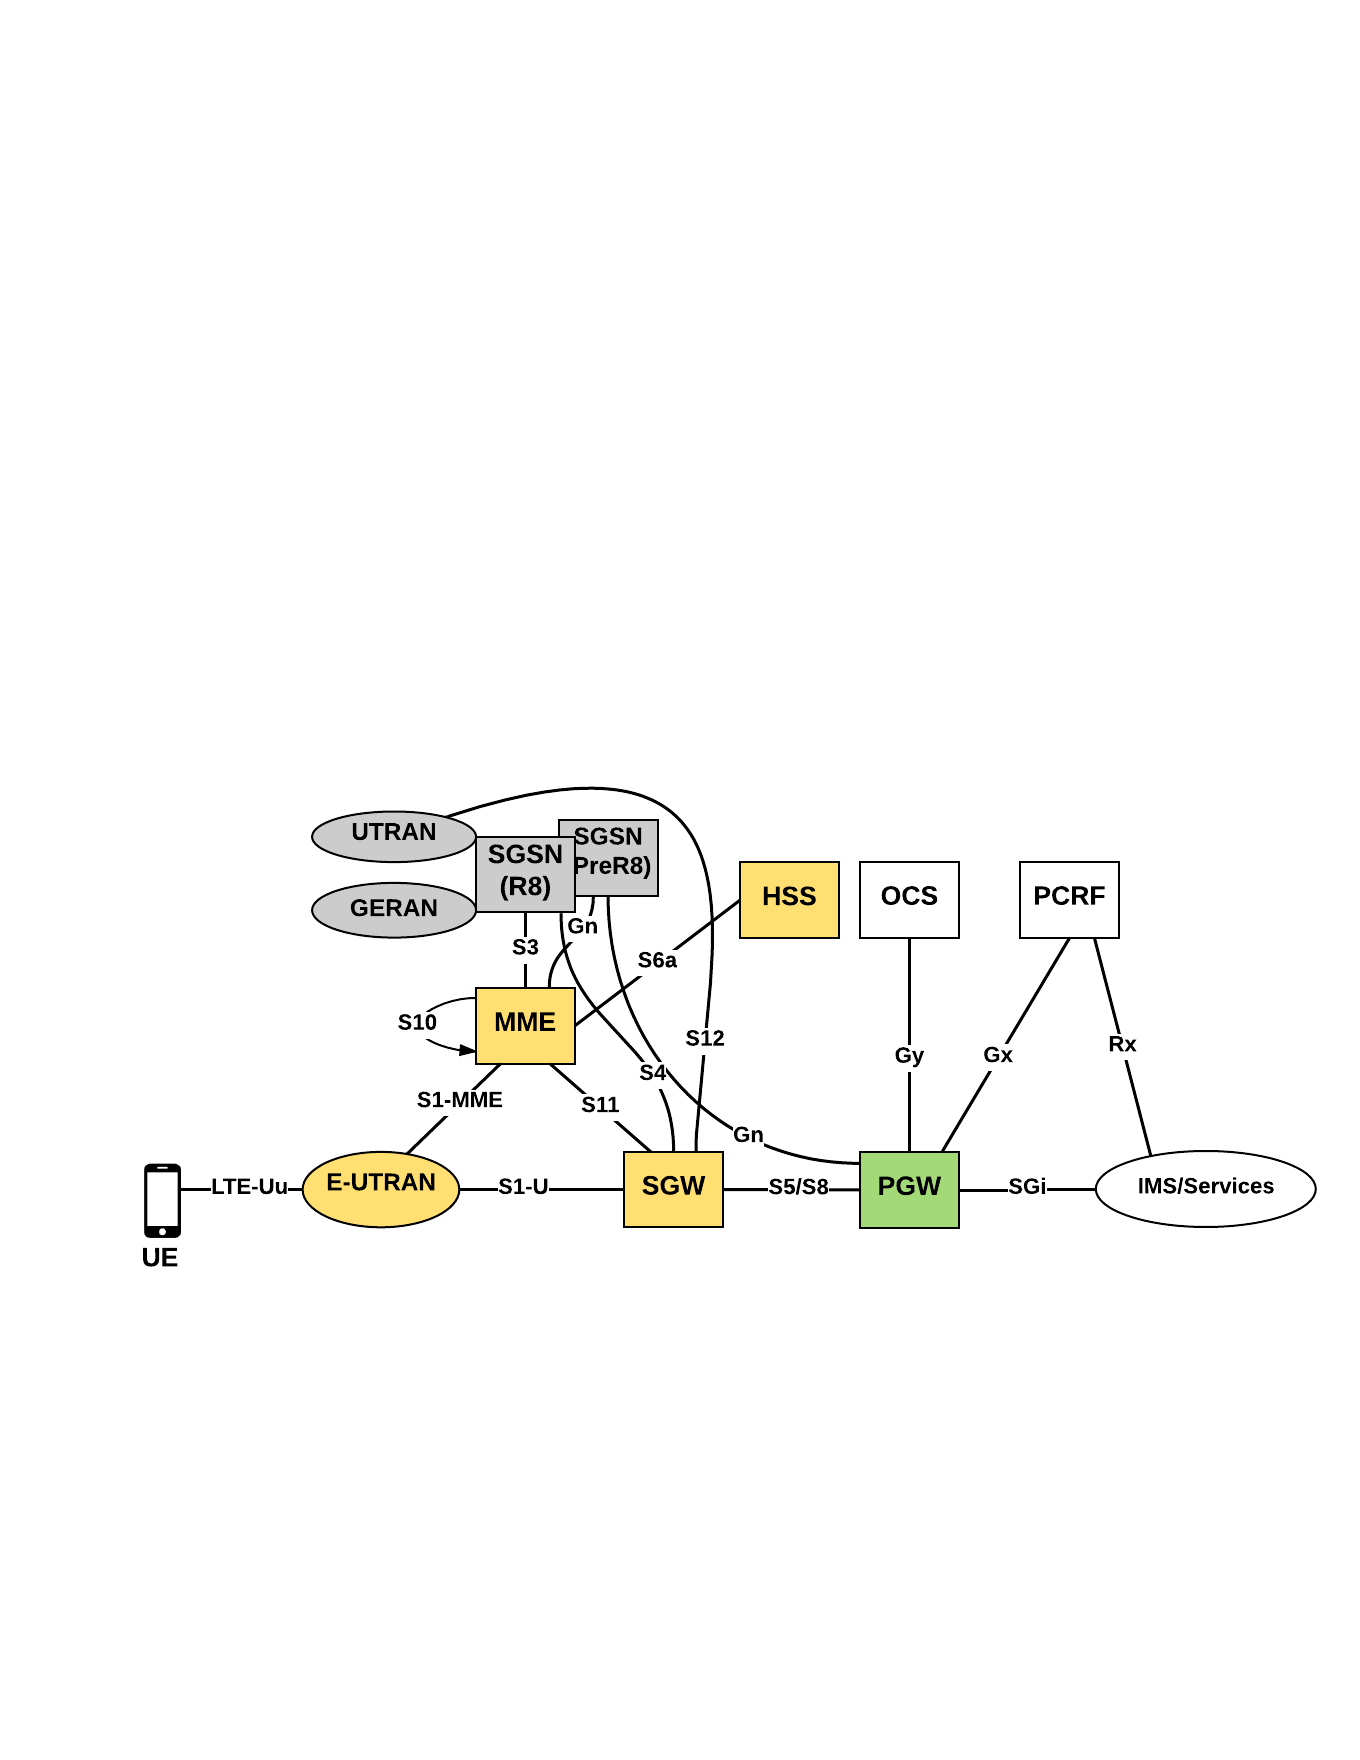 UTRAN
SGSN
(PreR8)
SGSN
(R8)
GERAN
HSS
OCS
PCRF
Gn
S3
S6a
S10
MME
S12
Gy
Gx
Rx
S4
S1-MME
S11
Gn
LTE-Uu
E-UTRAN
S1-U
SGW
S5/S8
PGW
SGi
IMS/Services
UE